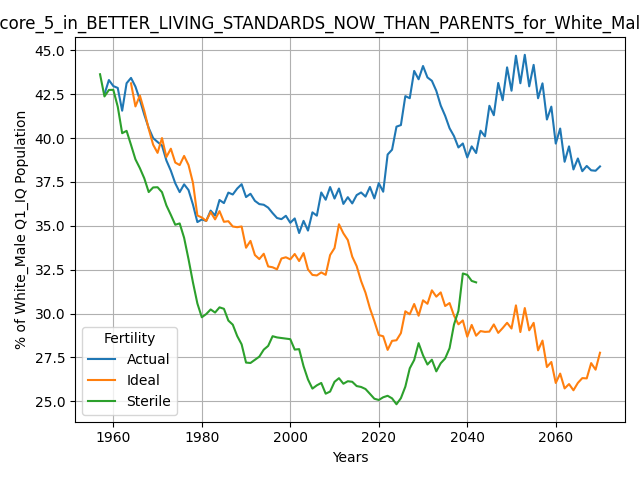 core_5_in_BETTER_LIVING_STANDARDS_NOW_THAN_PARENTS_for_White_Mal
45.0
42.5
40.0
37.5
35.0
32.5
30.0
27.5
25.0
% of White_Male Q1_IQ Population
Fertility
Actual
Ideal
Sterile
1960 1980 2000 2020 2040 2060
Years